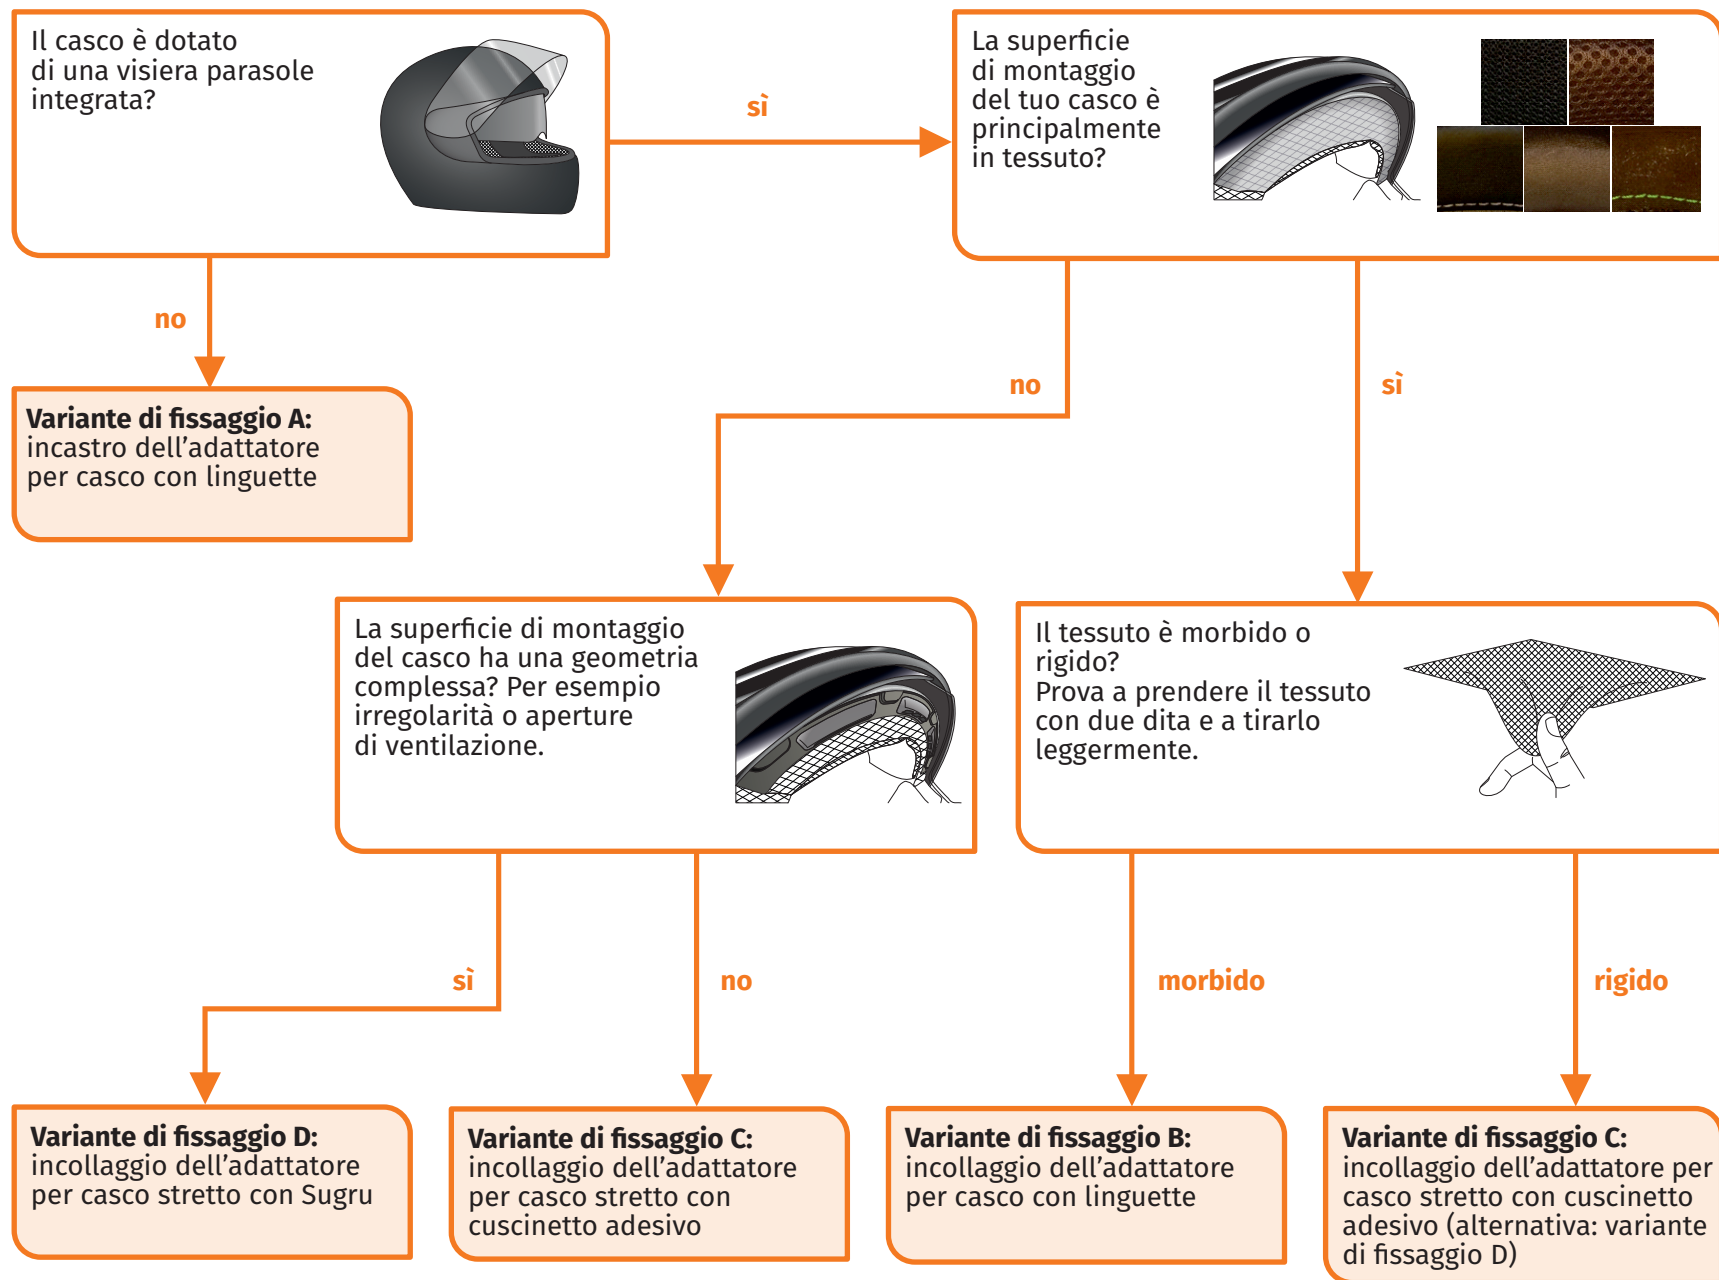 Il casco è dotato
di una visiera parasole
integrata?
sì
La superficie
di montaggio
del tuo casco è
principalmente
in tessuto?
no
no
sì
Variante di fissaggio A:
incastro dell’adattatore
per casco con linguette
La superficie di montaggio
del casco ha una geometria
complessa? Per esempio
irregolarità o aperture
di ventilazione.
Il tessuto è morbido o
rigido?
Prova a prendere il tessuto
con due dita e a tirarlo
leggermente.
sì
no
morbido
rigido
Variante di fissaggio D:
incollaggio dell’adattatore
per casco stretto con Sugru
Variante di fissaggio C:
incollaggio dell’adattatore
per casco stretto con
cuscinetto adesivo
Variante di fissaggio B:
incollaggio dell’adattatore
per casco con linguette
Variante di fissaggio C:
incollaggio dell’adattatore per
casco stretto con cuscinetto
adesivo (alternativa: variante
di fissaggio D)